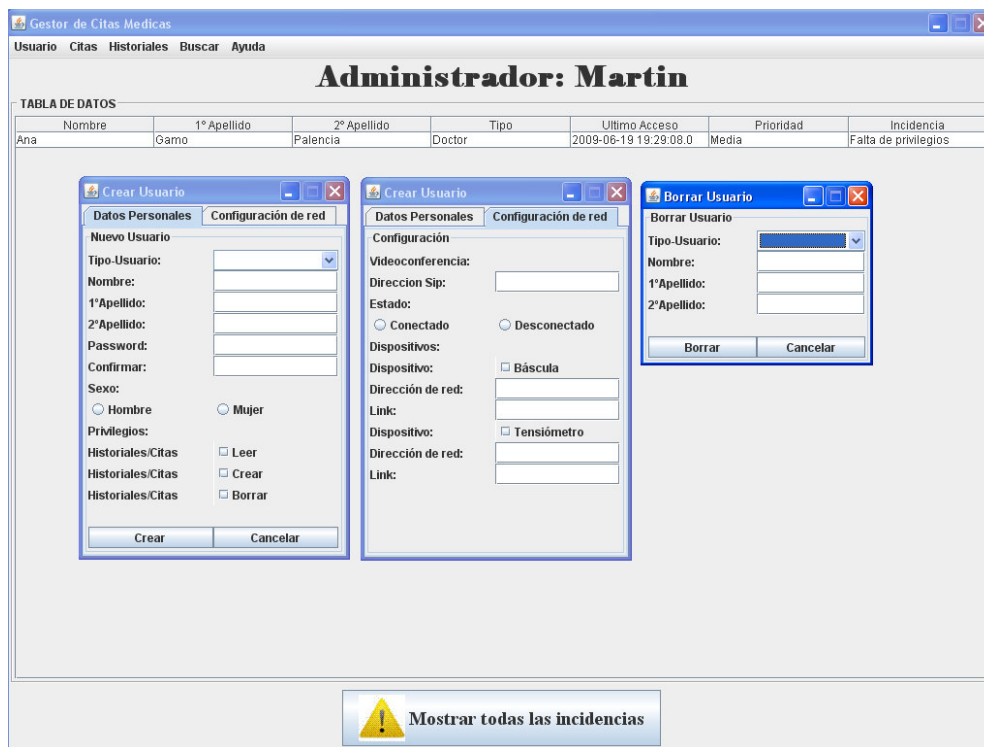 Gestor de Citas Medicas
Usuario Citas Historiales Buscar Ayuda
Administrador: Martin
TABLA DE DATOS
Nombre 1º Apellido 2º Apellido Tipo Ultimo Acceso Prioridad Incidencia
Ana Gamo Palencia Doctor 2009-06-19 19:29:08.0 Media Falta de privilegios
Crear Usuario
Datos Personales Configuración de red
Nuevo Usuario
Tipo-Usuario:
Nombre:
1ºApellido:
2ºApellido:
Password:
Confirmar:
Sexo:
Hombre Mujer
Privilegios:
Historiales/Citas Leer
Historiales/Citas Crear
Historiales/Citas Borrar
Crear Cancelar
Crear Usuario
Datos Personales Configuración de red
Configuración
Videoconferencia:
Direccion Sip:
Estado:
Conectado Desconectado
Dispositivos:
Dispositivo: Báscula
Dirección de red:
Link:
Dispositivo: Tensiómetro
Dirección de red:
Link:
Borrar Usuario
Borrar Usuario
Tipo-Usuario:
Nombre:
1ºApellido:
2ºApellido:
Borrar Cancelar
Mostrar todas las incidencias